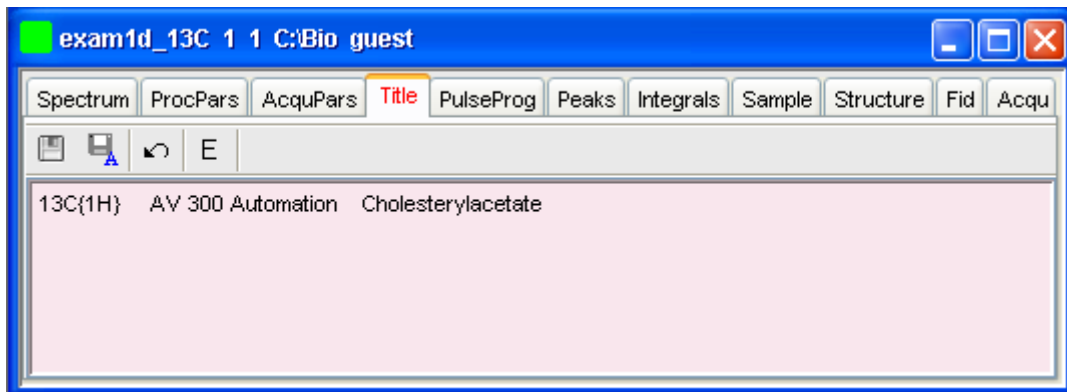 exam1d_13C 1 1 C:\Bio guest
Spectrum ProcPars AcquPars Title PulseProg Peaks Integrals Sample Structure Fid Acqu
A E
13C{1H} AV 300 Automation Cholesterylacetate